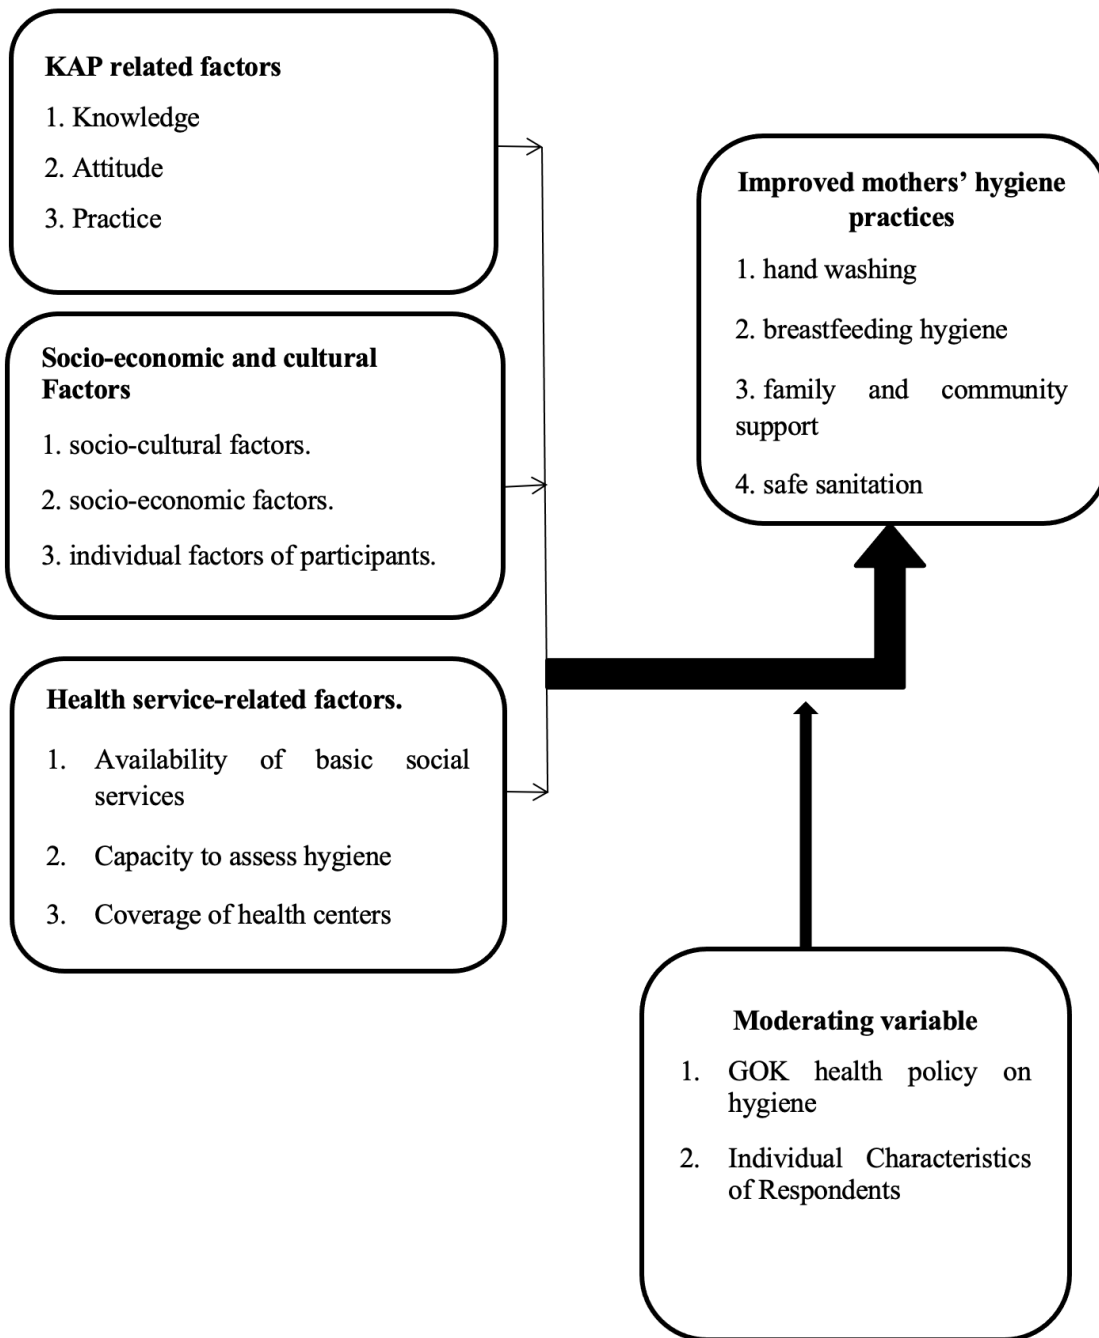 KAP related factors
1. Knowledge
2. Attitude
3. Practice
Socio-economic and cultural
Factors
1. socio-cultural factors.
2. socio-economic factors.
3. individual factors of participants.
Health service-related factors.
1. Availability of basic social
services
2. Capacity to assess hygiene
3. Coverage of health centers
Improved mothers’ hygiene
practices
1. hand washing
2. breastfeeding hygiene
3. family and community
support
4. safe sanitation
Moderating variable
1. GOK health policy on
hygiene
2. Individual Characteristics
of Respondents